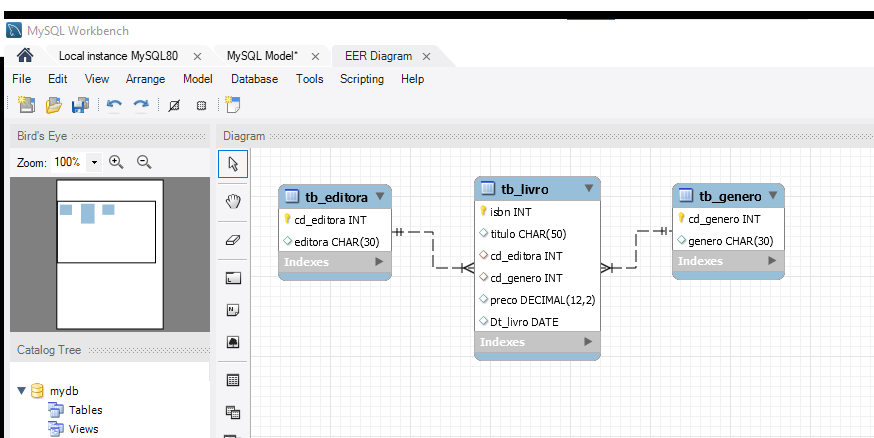 MySQL Workbench
Local instance MySQL80 MySQL Model* EER Diagram
File Edit View Arrange Model Database Tools Scripting Help
Bird's Eye
Zoom: 100%
Catalog Tree
mydb
Tables
Views
Diagram
tb_editora
cd_editora INT
editora CHAR(30)
Indexes
tb_livro
isbn INT
titulo CHAR(50)
cd_editora INT
cd_genero INT
preco DECIMAL(12,2)
Dt_livro DATE
Indexes
tb_genero
cd_genero INT
genero CHAR(30)
Indexes